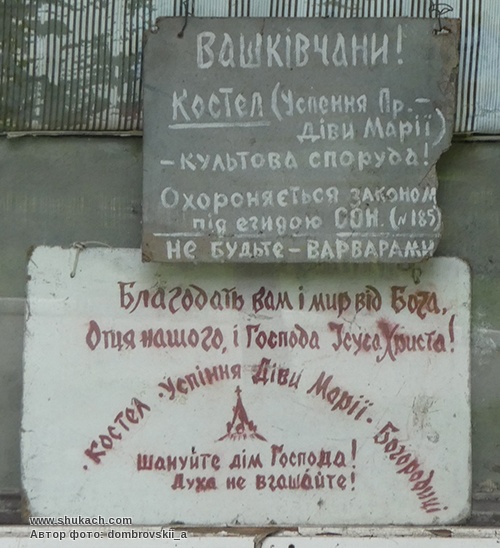 ВАШКІВЧАНИ!
КОСТЕЛ (Успення Пр.-
діви Марії)
- КУЛЬТОВА СПОРУДА!
Охороняється законом
під егидою ООН. (№185)
НЕ БУДЬТЕ - ВАРВАРАМИ
Благодать вам і мир від Бога,
Отця нашого, і Господа Ісуса Христа!
· Костел · Успіння Діви Марії · Богородиці
Шануйте дім Господа!
Духа не вгашайте!
www.shukach.com
Автор фото: dombrovskii_a